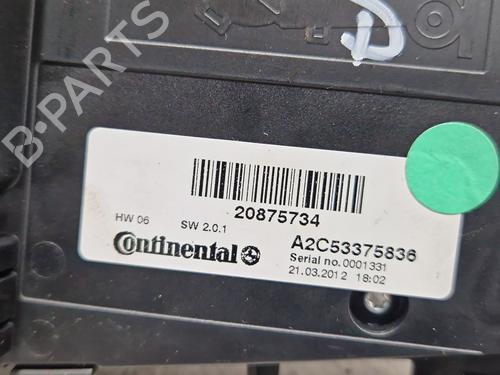 B-PARTS
D
20875734
HW 06 SW 2.0.1
Continental A2C53375836
Serial no. 0001331
21.03.2012 18:02